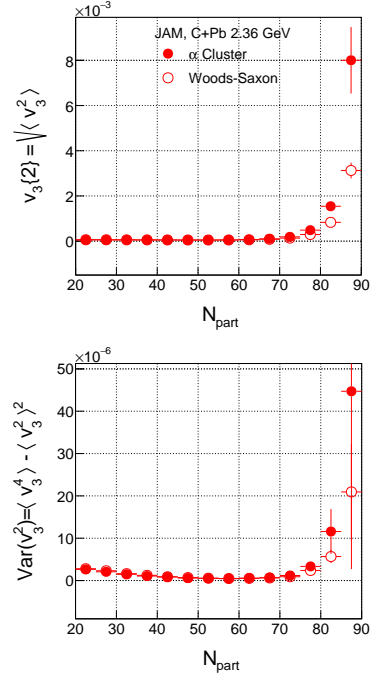 ×10⁻³
JAM, C+Pb 2.36 GeV
α Cluster
Woods-Saxon
8
6
4
2
0
v₃{2} = √⟨ v₃² ⟩
20 30 40 50 60 70 80 90
N_part
×10⁻⁶
50
40
30
20
10
0
Var(v₃²)=⟨ v₃⁴ ⟩ - ⟨ v₃² ⟩²
20 30 40 50 60 70 80 90
N_part